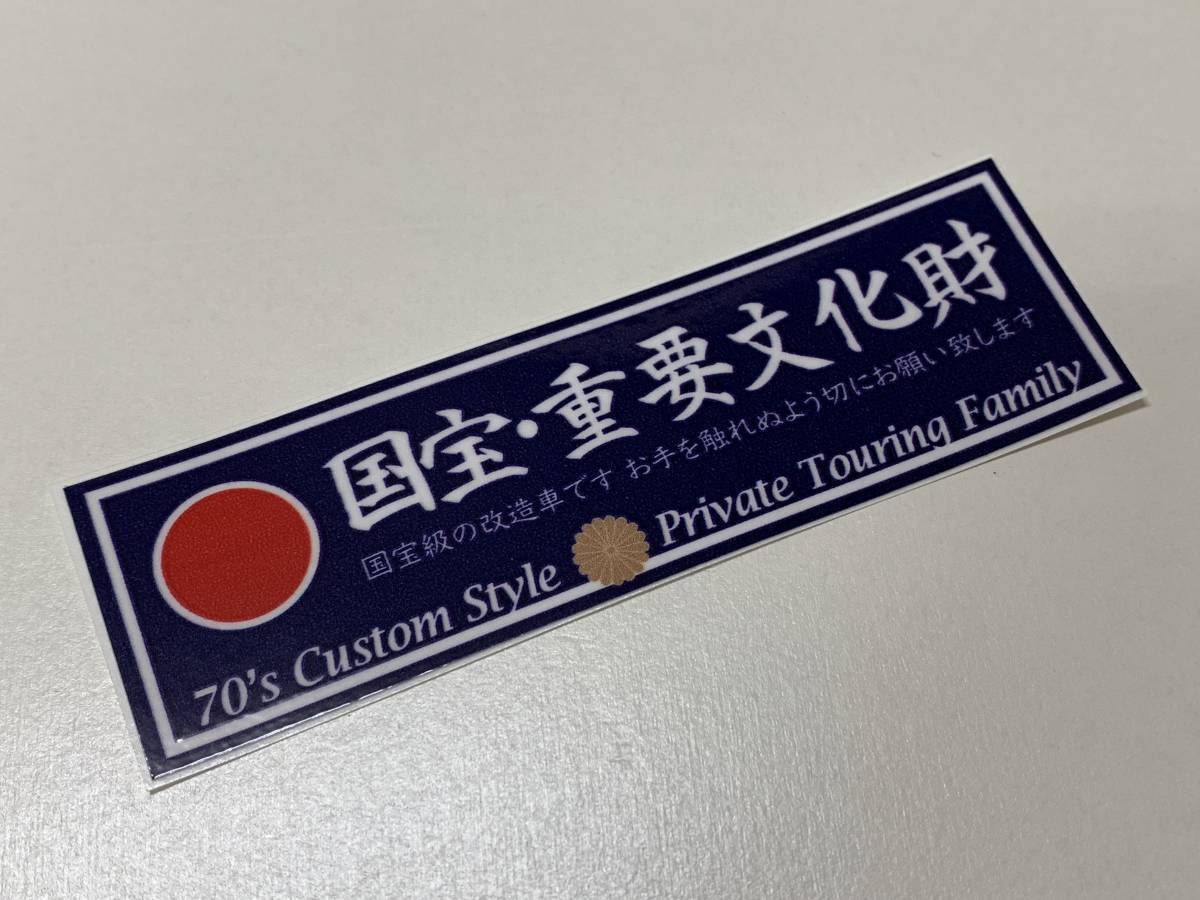 国宝・重要文化財
国宝級の改造車です お手を触れぬよう切にお願い致します
70's Custom Style Private Touring Family